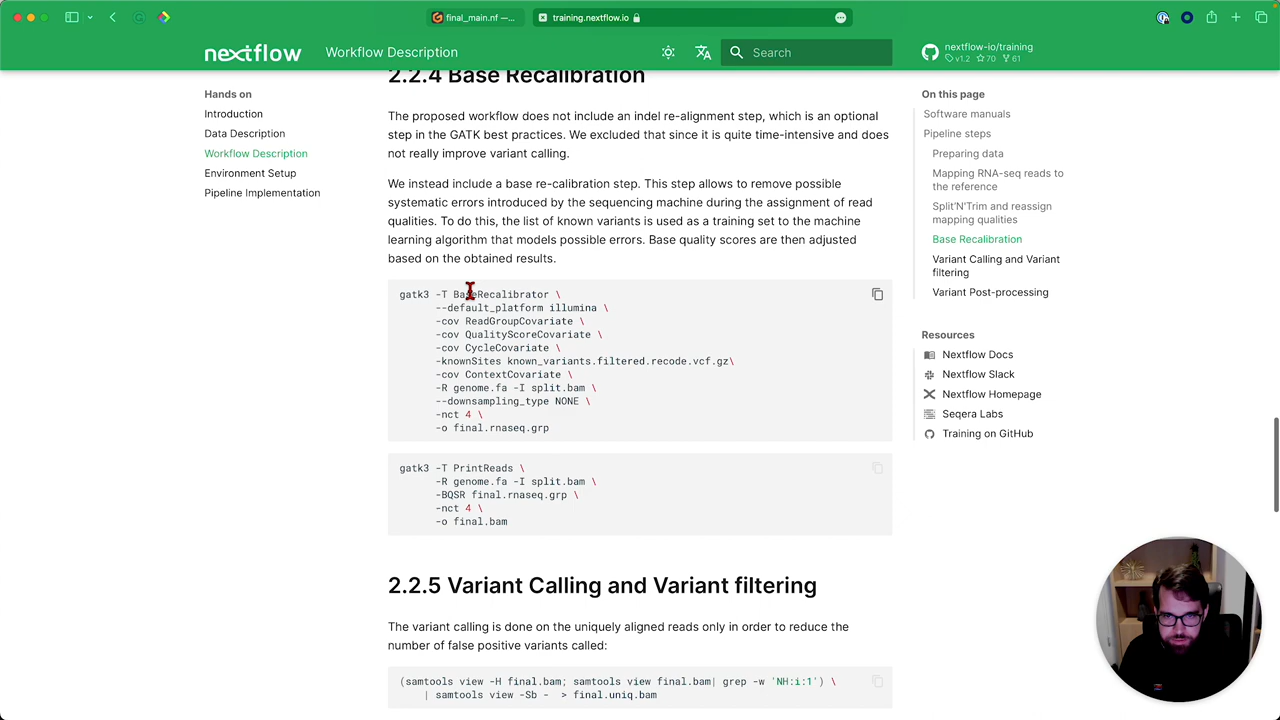 final_main.nf —...
training.nextflow.io
nextflow
Workflow Description
Search
nextflow-io/training
v1.2 70 61
Hands on
Introduction
Data Description
Workflow Description
Environment Setup
Pipeline Implementation
2.2.4 Base Recalibration
The proposed workflow does not include an indel re-alignment step, which is an optional
step in the GATK best practices. We excluded that since it is quite time-intensive and does
not really improve variant calling.
We instead include a base re-calibration step. This step allows to remove possible
systematic errors introduced by the sequencing machine during the assignment of read
qualities. To do this, the list of known variants is used as a training set to the machine
learning algorithm that models possible errors. Base quality scores are then adjusted
based on the obtained results.
gatk3 -T BaseRecalibrator \
--default_platform illumina \
-cov ReadGroupCovariate \
-cov QualityScoreCovariate \
-cov CycleCovariate \
-knownSites known_variants.filtered.recode.vcf.gz\
-cov ContextCovariate \
-R genome.fa -I split.bam \
--downsampling_type NONE \
-nct 4 \
-o final.rnaseq.grp
gatk3 -T PrintReads \
-R genome.fa -I split.bam \
-BQSR final.rnaseq.grp \
-nct 4 \
-o final.bam
2.2.5 Variant Calling and Variant filtering
The variant calling is done on the uniquely aligned reads only in order to reduce the
number of false positive variants called:
(samtools view -H final.bam; samtools view final.bam| grep -w 'NH:i:1') \
| samtools view -Sb -  > final.uniq.bam
On this page
Software manuals
Pipeline steps
Preparing data
Mapping RNA-seq reads to
the reference
Split'N'Trim and reassign
mapping qualities
Base Recalibration
Variant Calling and Variant
filtering
Variant Post-processing
Resources
Nextflow Docs
Nextflow Slack
Nextflow Homepage
Seqera Labs
Training on GitHub